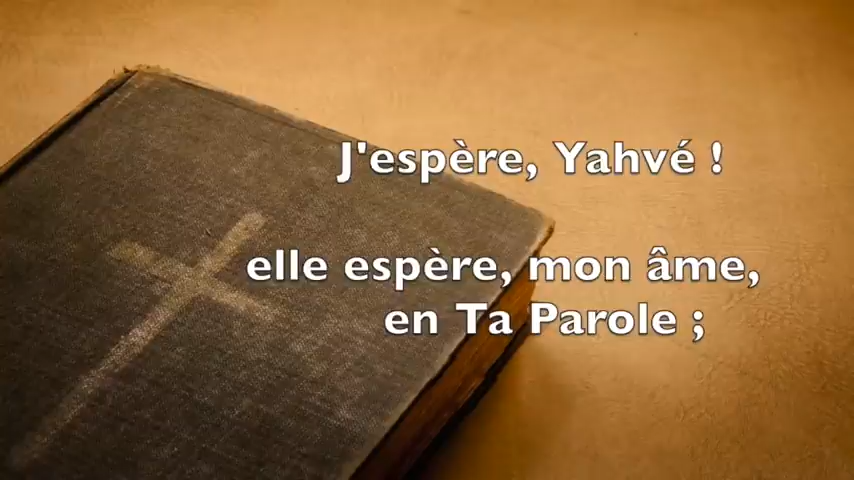 J'espère, Yahvé !
elle espère, mon âme,
en Ta Parole ;